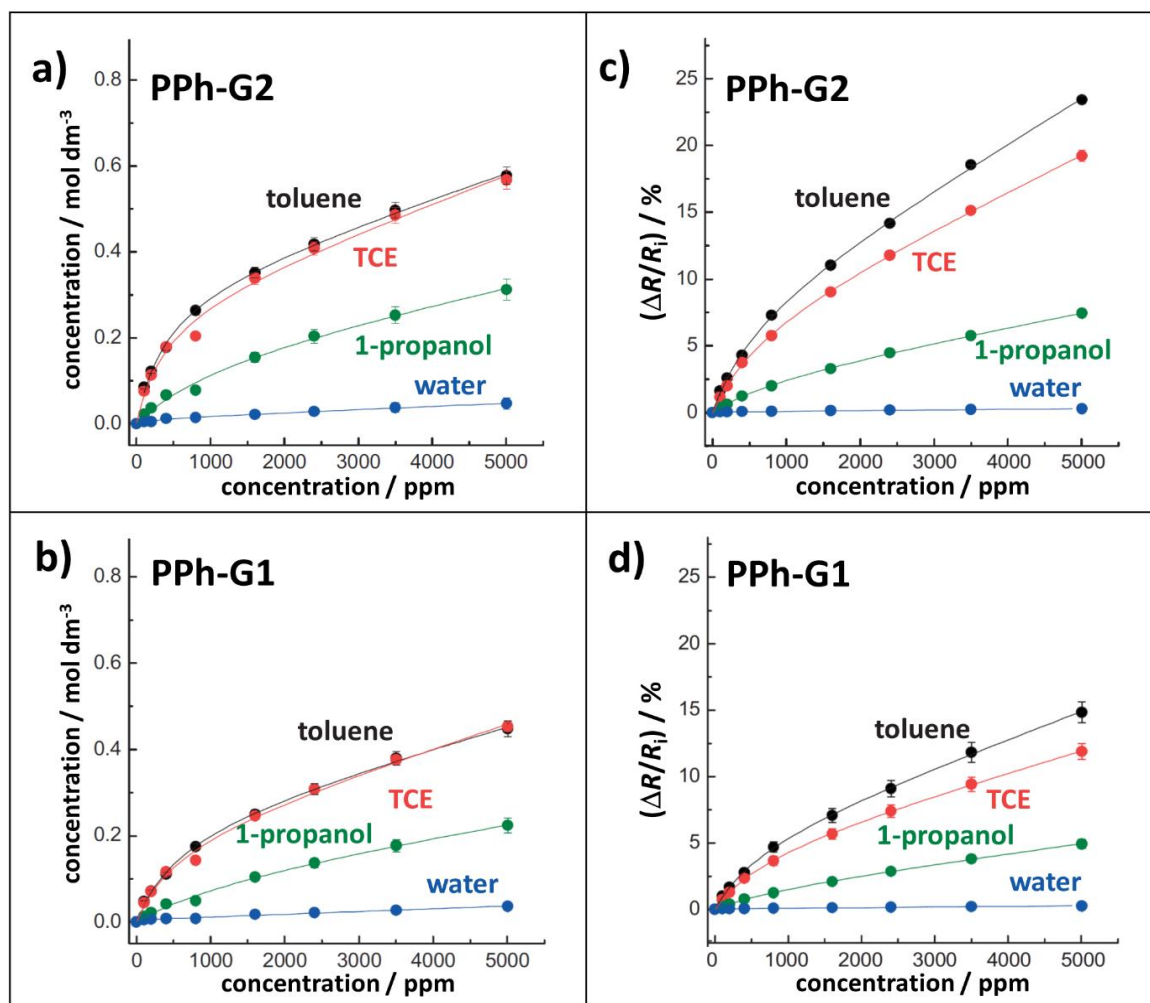 a)
PPh-G2
concentration / mol dm⁻³
0.8
0.6
0.4
0.2
0.0
toluene
TCE
1-propanol
water
0 1000 2000 3000 4000 5000
concentration / ppm
c)
PPh-G2
(ΔR/Rᵢ) / %
25
20
15
10
5
0
toluene
TCE
1-propanol
water
0 1000 2000 3000 4000 5000
concentration / ppm
b)
PPh-G1
concentration / mol dm⁻³
0.8
0.6
0.4
0.2
0.0
toluene
TCE
1-propanol
water
0 1000 2000 3000 4000 5000
concentration / ppm
d)
PPh-G1
(ΔR/Rᵢ) / %
25
20
15
10
5
0
toluene
TCE
1-propanol
water
0 1000 2000 3000 4000 5000
concentration / ppm